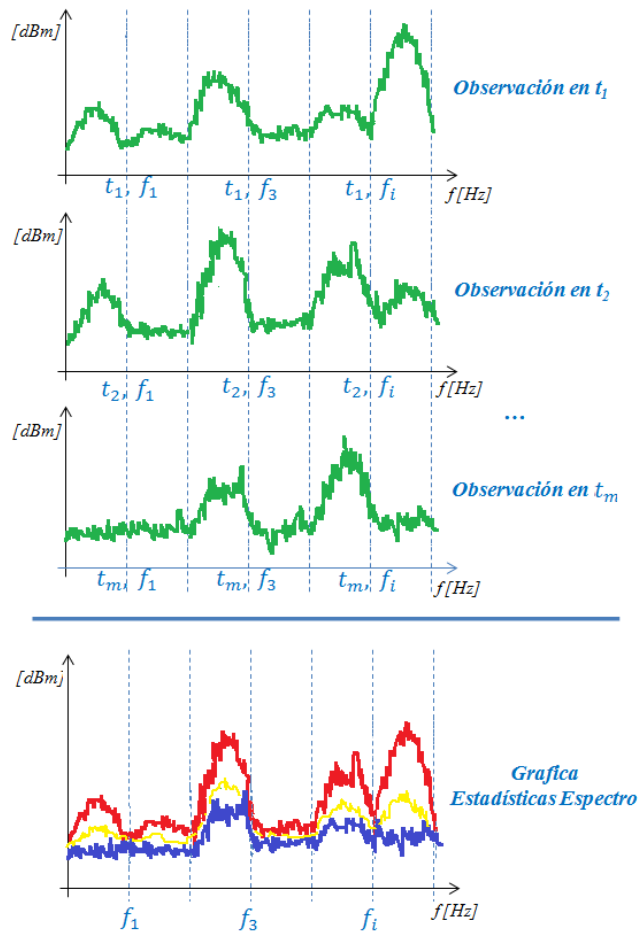 [dBm]
Observación en t1
t1, f1 t1, f3 t1, fi f[Hz]
[dBm]
Observación en t2
t2, f1 t2, f3 t2, fi f[Hz]
...
[dBm]
Observación en tm
tm, f1 tm, f3 tm, fi f[Hz]
[dBm]
Grafica
Estadísticas Espectro
f1 f3 fi f[Hz]